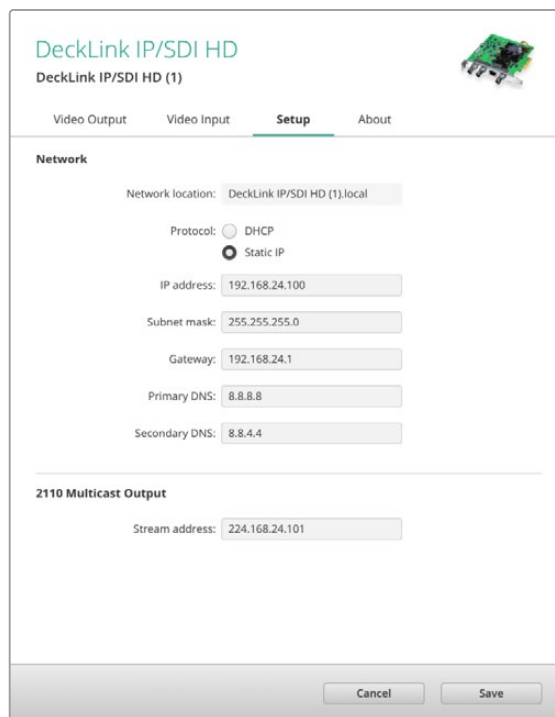 DeckLink IP/SDI HD
DeckLink IP/SDI HD (1)
Video Output Video Input Setup About
Network
Network location: DeckLink IP/SDI HD (1).local
Protocol: DHCP
Static IP
IP address: 192.168.24.100
Subnet mask: 255.255.255.0
Gateway: 192.168.24.1
Primary DNS: 8.8.8.8
Secondary DNS: 8.8.4.4
2110 Multicast Output
Stream address: 224.168.24.101
Cancel Save